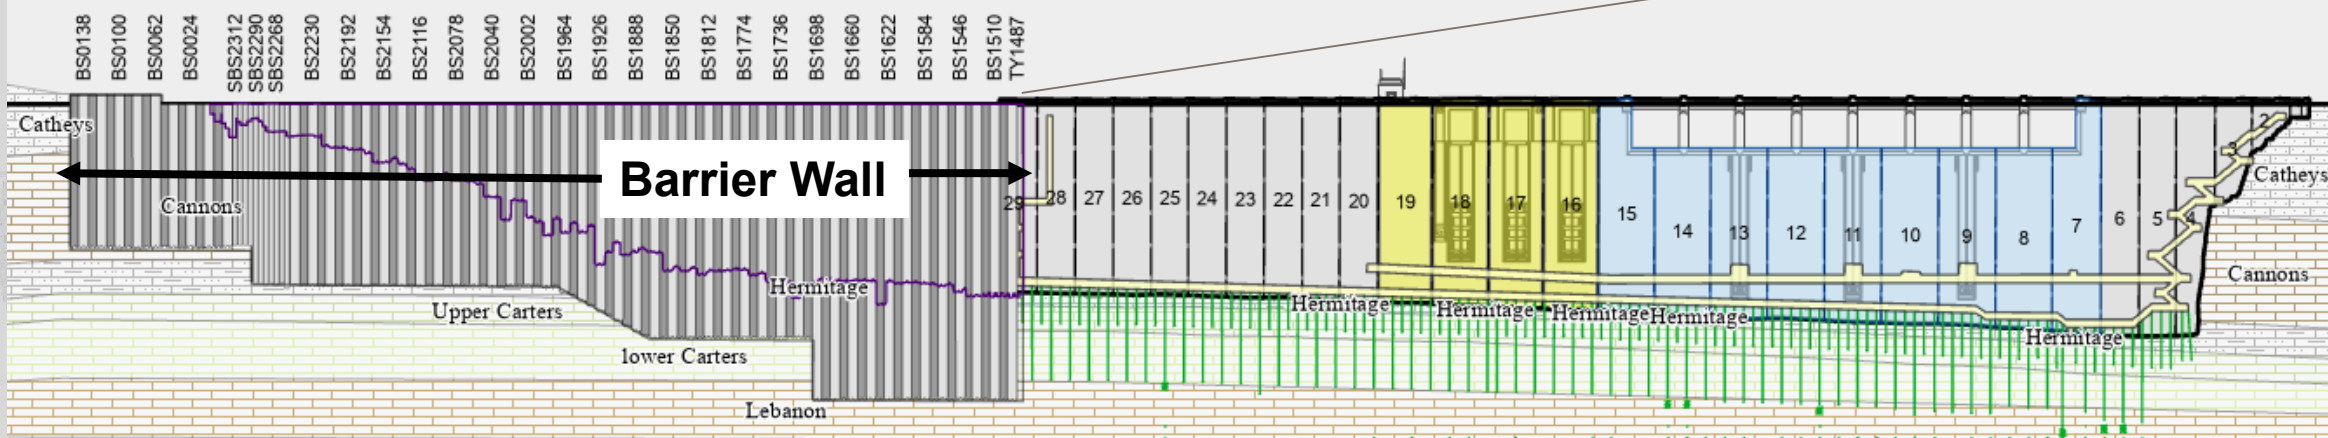 BS0138
BS0100
BS0062
BS0024
SBS2312
SBS2290
SBS2268
BS2230
BS2192
BS2154
BS2116
BS2078
BS2040
BS2002
BS1964
BS1926
BS1888
BS1850
BS1812
BS1774
BS1736
BS1698
BS1660
BS1622
BS1584
BS1546
BS1510
TY1487
Catheys
Barrier Wall
Cannons
Hermitage
Upper Carters
lower Carters
Lebanon
29
28
27
26
25
24
23
22
21
20
19
18
17
16
15
14
13
12
11
10
9
8
7
6
5
4
3
2
Catheys
Cannons
Hermitage
Hermitage
Hermitage
Hermitage
Hermitage